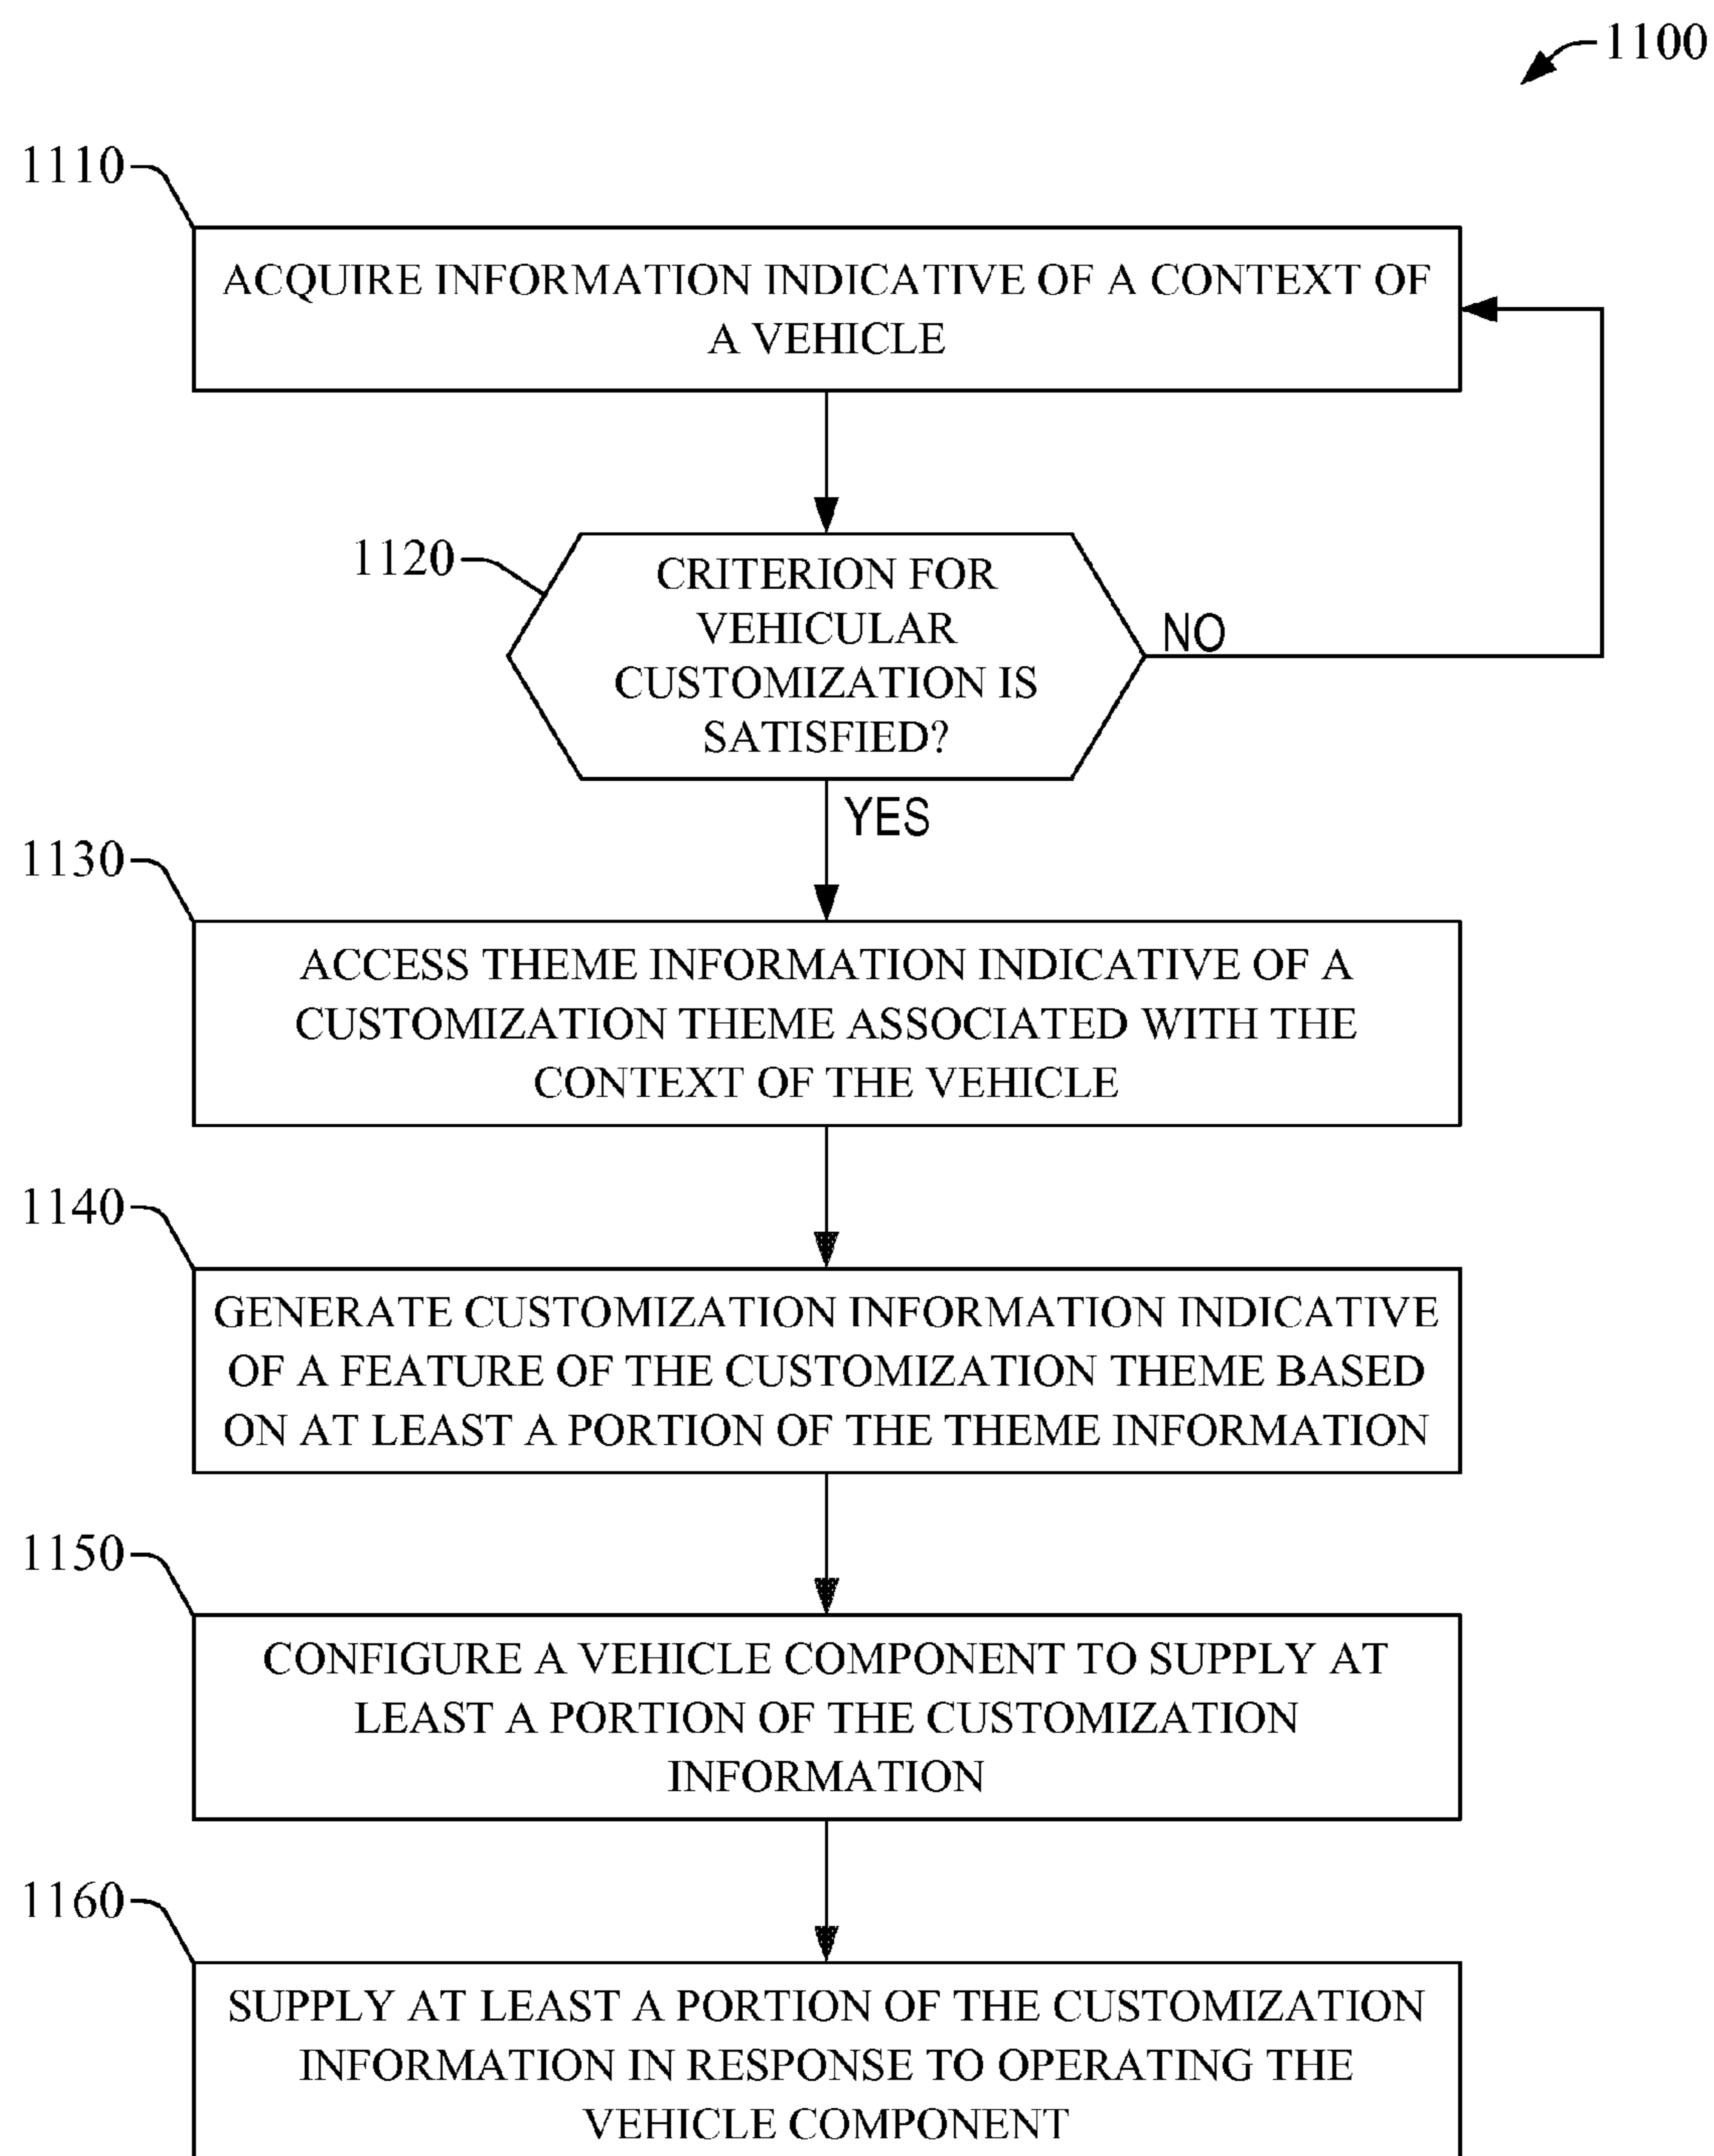 1100
1110
ACQUIRE INFORMATION INDICATIVE OF A CONTEXT OF
A VEHICLE
1120
CRITERION FOR
VEHICULAR
CUSTOMIZATION IS
SATISFIED?
NO
YES
1130
ACCESS THEME INFORMATION INDICATIVE OF A
CUSTOMIZATION THEME ASSOCIATED WITH THE
CONTEXT OF THE VEHICLE
1140
GENERATE CUSTOMIZATION INFORMATION INDICATIVE
OF A FEATURE OF THE CUSTOMIZATION THEME BASED
ON AT LEAST A PORTION OF THE THEME INFORMATION
1150
CONFIGURE A VEHICLE COMPONENT TO SUPPLY AT
LEAST A PORTION OF THE CUSTOMIZATION
INFORMATION
1160
SUPPLY AT LEAST A PORTION OF THE CUSTOMIZATION
INFORMATION IN RESPONSE TO OPERATING THE
VEHICLE COMPONENT